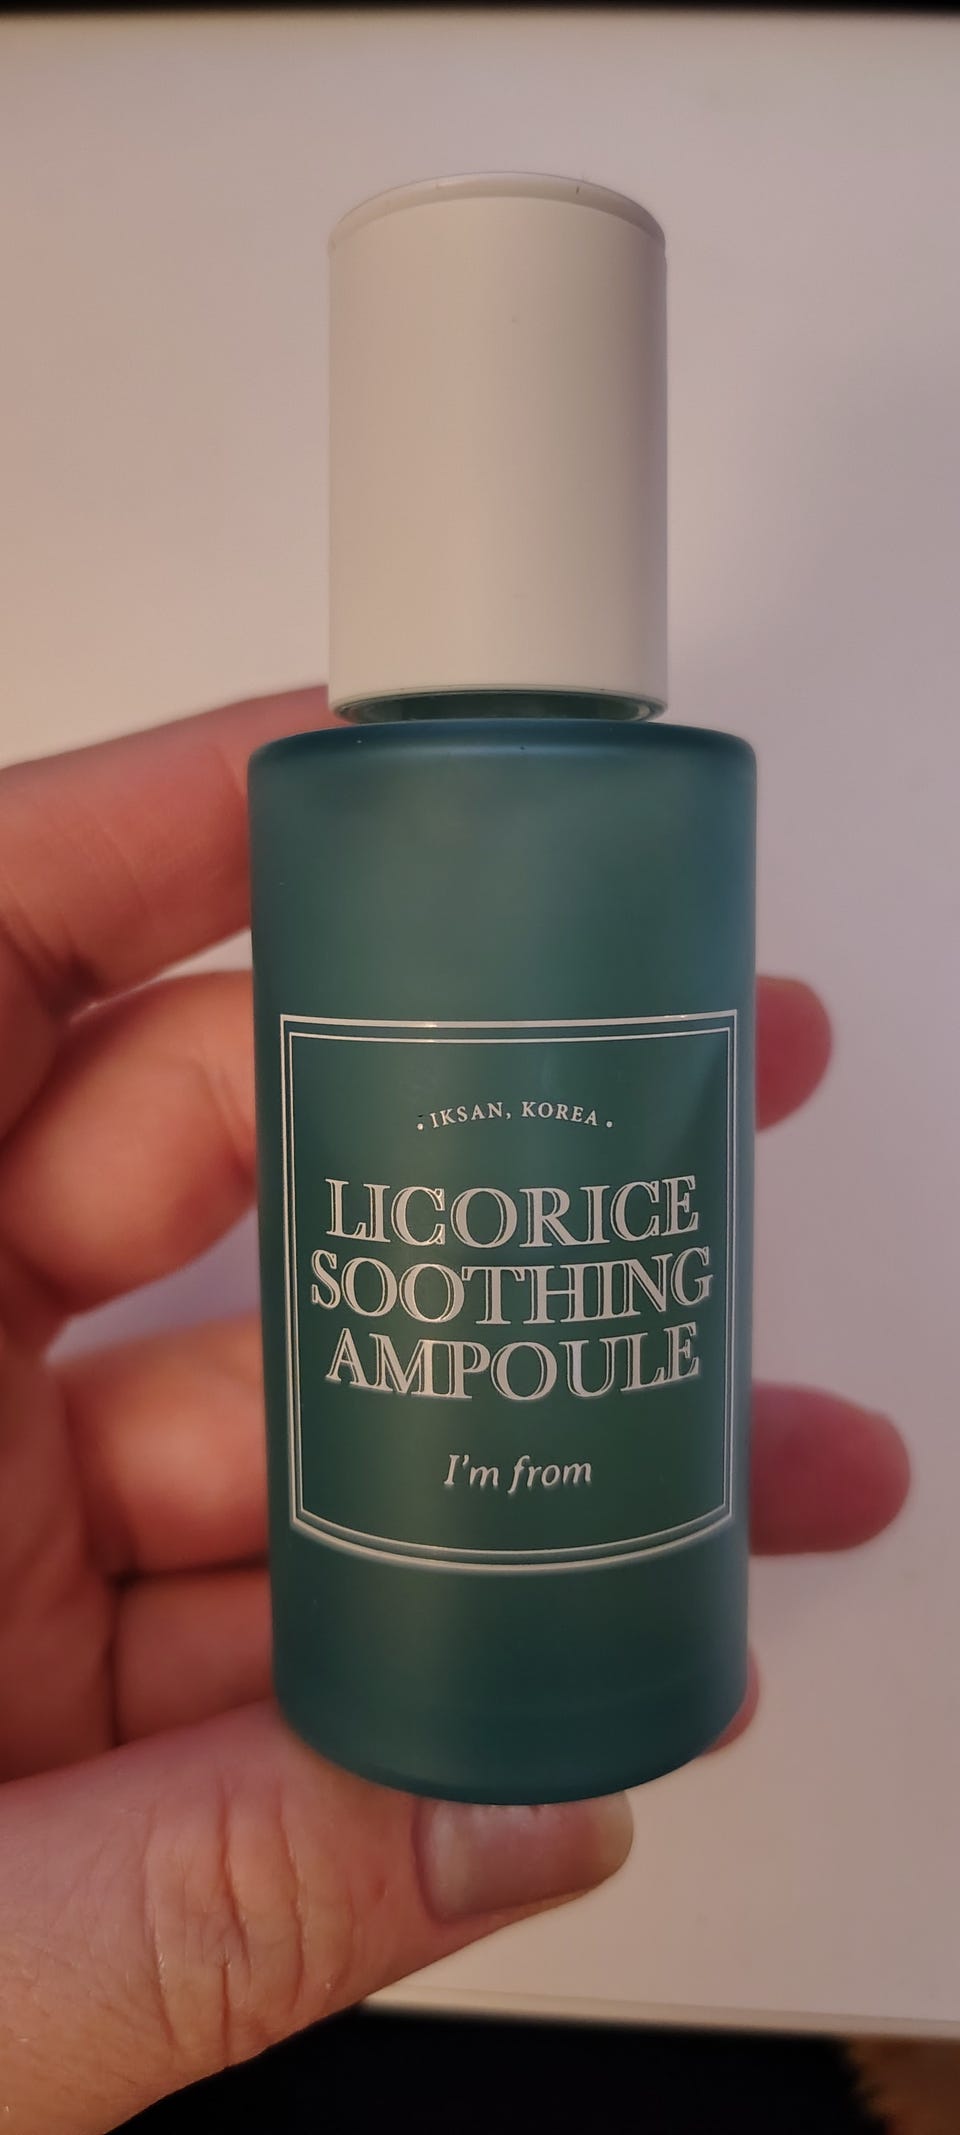 • IKSAN, KOREA •
LICORICE
SOOTHING
AMPOULE
I'm from